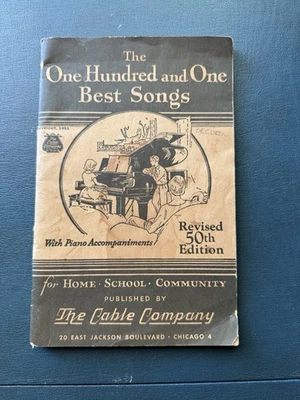 The
One Hundred and One
Best Songs
With Piano Accompaniments
Revised
50th
Edition
for HOME · SCHOOL · COMMUNITY
PUBLISHED BY
The Cable Company
20 EAST JACKSON BOULEVARD · CHICAGO 4